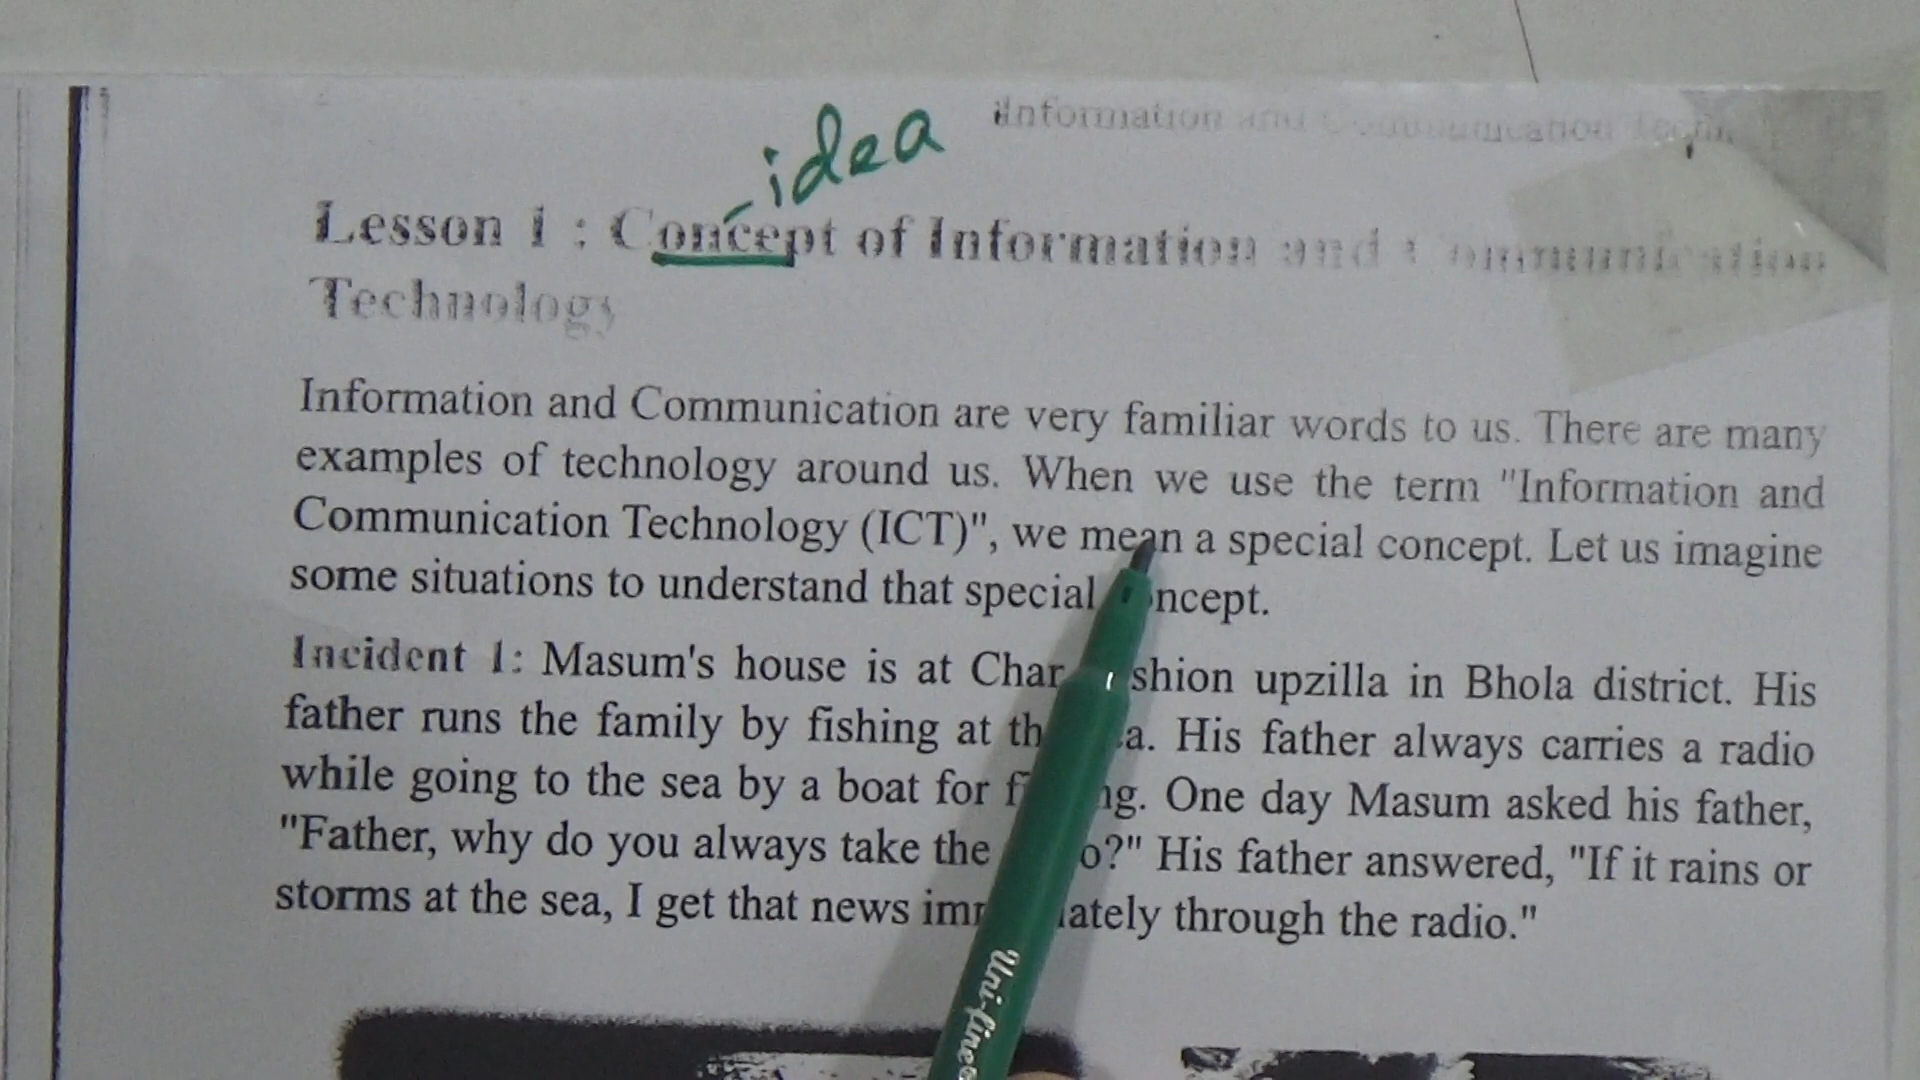 Information and Communication Techn
idea
Lesson 1 : Concept of Information and Communication
Technology
Information and Communication are very familiar words to us. There are many
examples of technology around us. When we use the term "Information and
Communication Technology (ICT)", we mean a special concept. Let us imagine
some situations to understand that special ncept.
Incident 1: Masum's house is at Char shion upzilla in Bhola district. His
father runs the family by fishing at th a. His father always carries a radio
while going to the sea by a boat for f ng. One day Masum asked his father,
"Father, why do you always take the o?" His father answered, "If it rains or
storms at the sea, I get that news imm ately through the radio."
Uni-fine